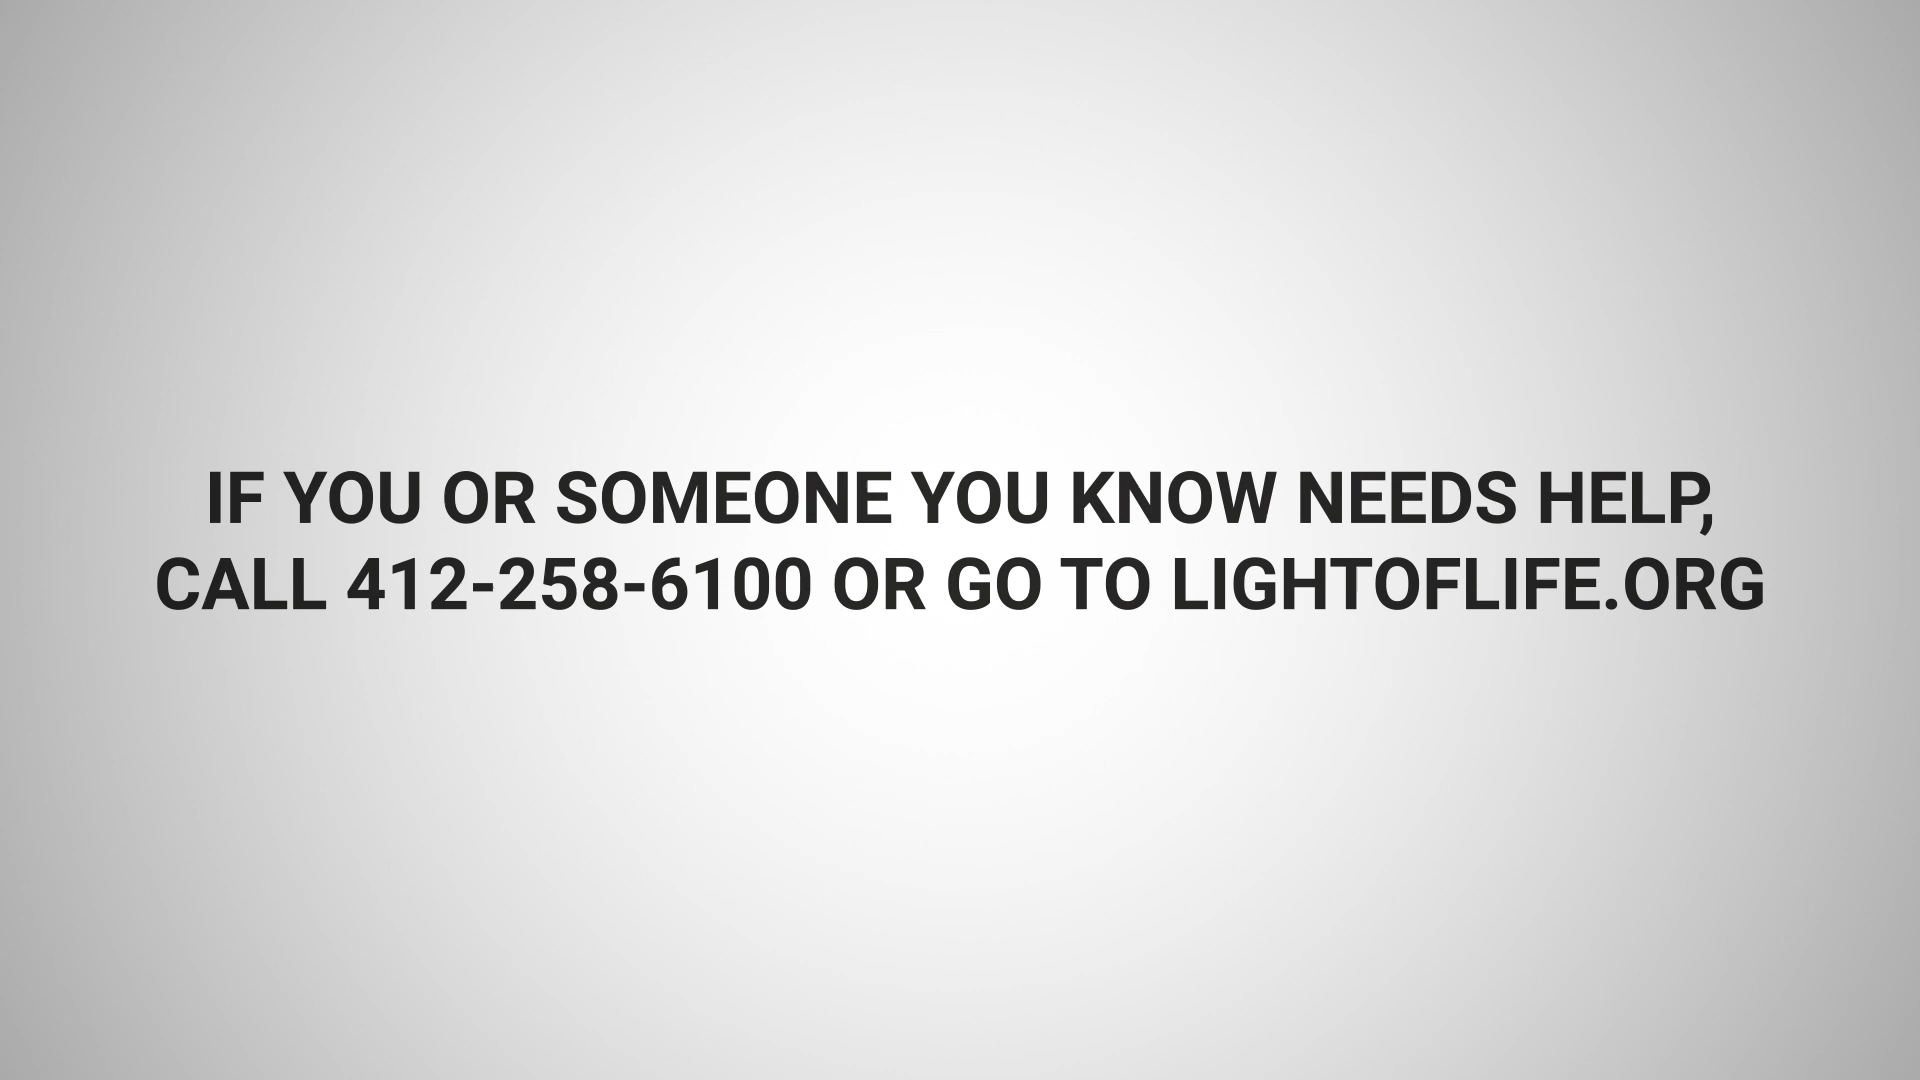 IF YOU OR SOMEONE YOU KNOW NEEDS HELP,
CALL 412-258-6100 OR GO TO LIGHTOFLIFE.ORG